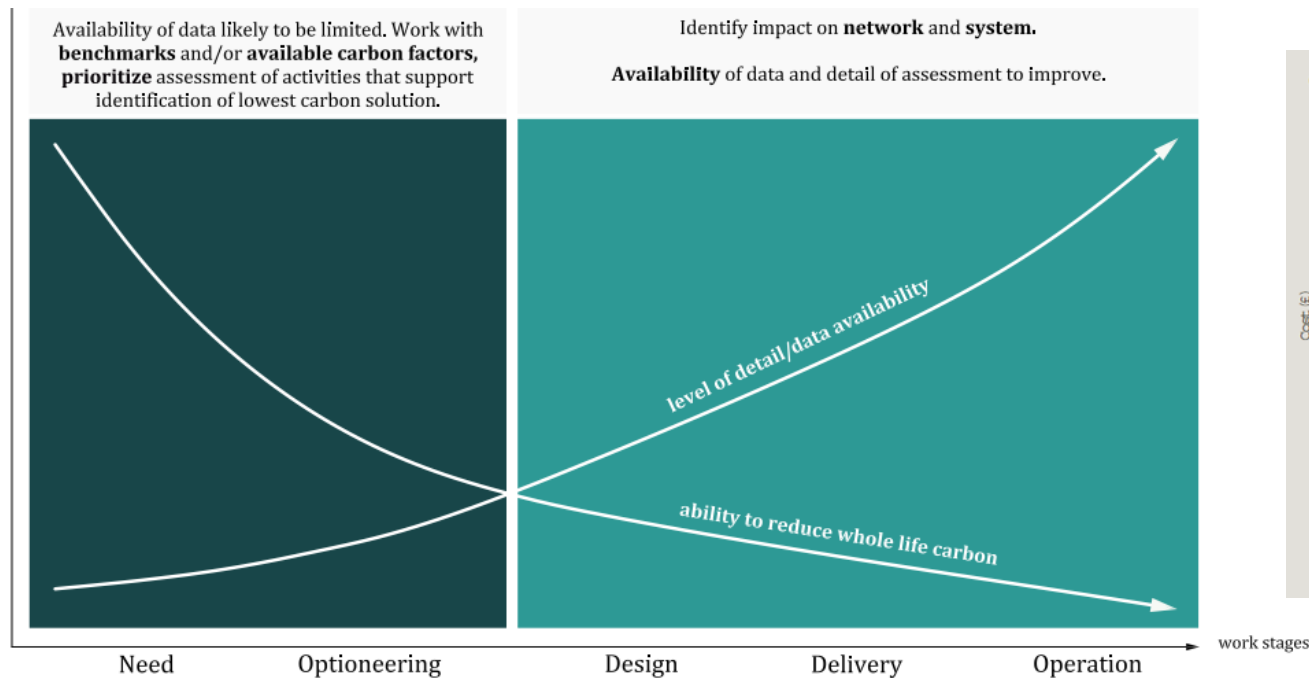 Availability of data likely to be limited. Work with
benchmarks and/or available carbon factors,
prioritize assessment of activities that support
identification of lowest carbon solution.
Identify impact on network and system.
Availability of data and detail of assessment to improve.
level of detail/data availability
ability to reduce whole life carbon
Cost (£)
work stages
Need
Optioneering
Design
Delivery
Operation